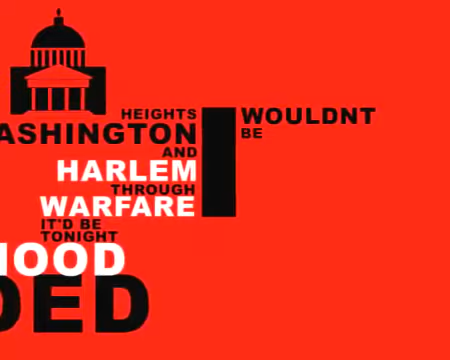 HEIGHTS
ASHINGTON
AND
HARLEM
THROUGH
WARFARE
I
WOULDNT
BE
IT'D BE
TONIGHT
HOOD
DED